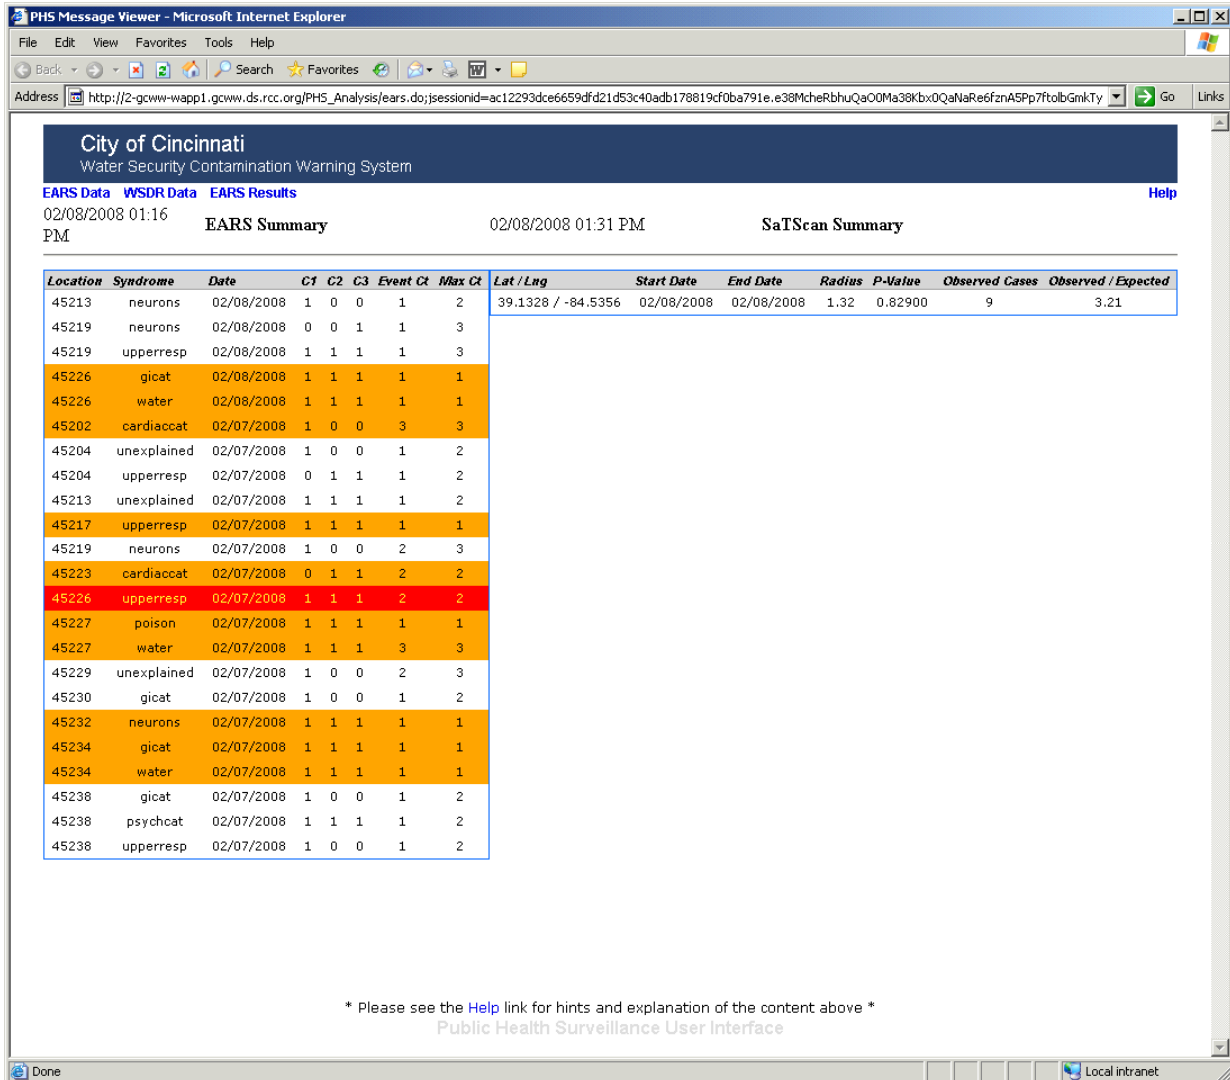 PHS Message Viewer - Microsoft Internet Explorer
File Edit View Favorites Tools Help
Back Search Favorites
Address http://2-gcww-wapp1.gcww.ds.rcc.org/PHS_Analysis/ears.do;jsessionid=ac12293dce6659dfd21d53c40adb178819cf0ba791e.e38McheRbhuQaO0Ma38Kbx0QaNaRe6fznA5Pp7ftolbGmkTy Go Links
City of Cincinnati
Water Security Contamination Warning System
EARS Data WSDR Data EARS Results Help
02/08/2008 01:16 PM EARS Summary 02/08/2008 01:31 PM SaTScan Summary
Location Syndrome Date C1 C2 C3 Event Ct Max Ct Lat / Lng Start Date End Date Radius P-Value Observed Cases Observed / Expected
45213 neurons 02/08/2008 1 0 0 1 2 39.1328 / -84.5356 02/08/2008 02/08/2008 1.32 0.82900 9 3.21
45219 neurons 02/08/2008 0 0 1 1 3
45219 upperresp 02/08/2008 1 1 1 1 3
45226 gicat 02/08/2008 1 1 1 1 1
45226 water 02/08/2008 1 1 1 1 1
45202 cardiaccat 02/07/2008 1 0 0 3 3
45204 unexplained 02/07/2008 1 0 0 1 2
45204 upperresp 02/07/2008 0 1 1 1 2
45213 unexplained 02/07/2008 1 1 1 1 2
45217 upperresp 02/07/2008 1 1 1 1 1
45219 neurons 02/07/2008 1 0 0 2 3
45223 cardiaccat 02/07/2008 0 1 1 2 2
45226 upperresp 02/07/2008 1 1 1 2 2
45227 poison 02/07/2008 1 1 1 1 1
45227 water 02/07/2008 1 1 1 3 3
45229 unexplained 02/07/2008 1 0 0 2 3
45230 gicat 02/07/2008 1 0 0 1 2
45232 neurons 02/07/2008 1 1 1 1 1
45234 gicat 02/07/2008 1 1 1 1 1
45234 water 02/07/2008 1 1 1 1 1
45238 gicat 02/07/2008 1 0 0 1 2
45238 psychcat 02/07/2008 1 1 1 1 2
45238 upperresp 02/07/2008 1 0 0 1 2
* Please see the Help link for hints and explanation of the content above *
Public Health Surveillance User Interface
Done Local intranet